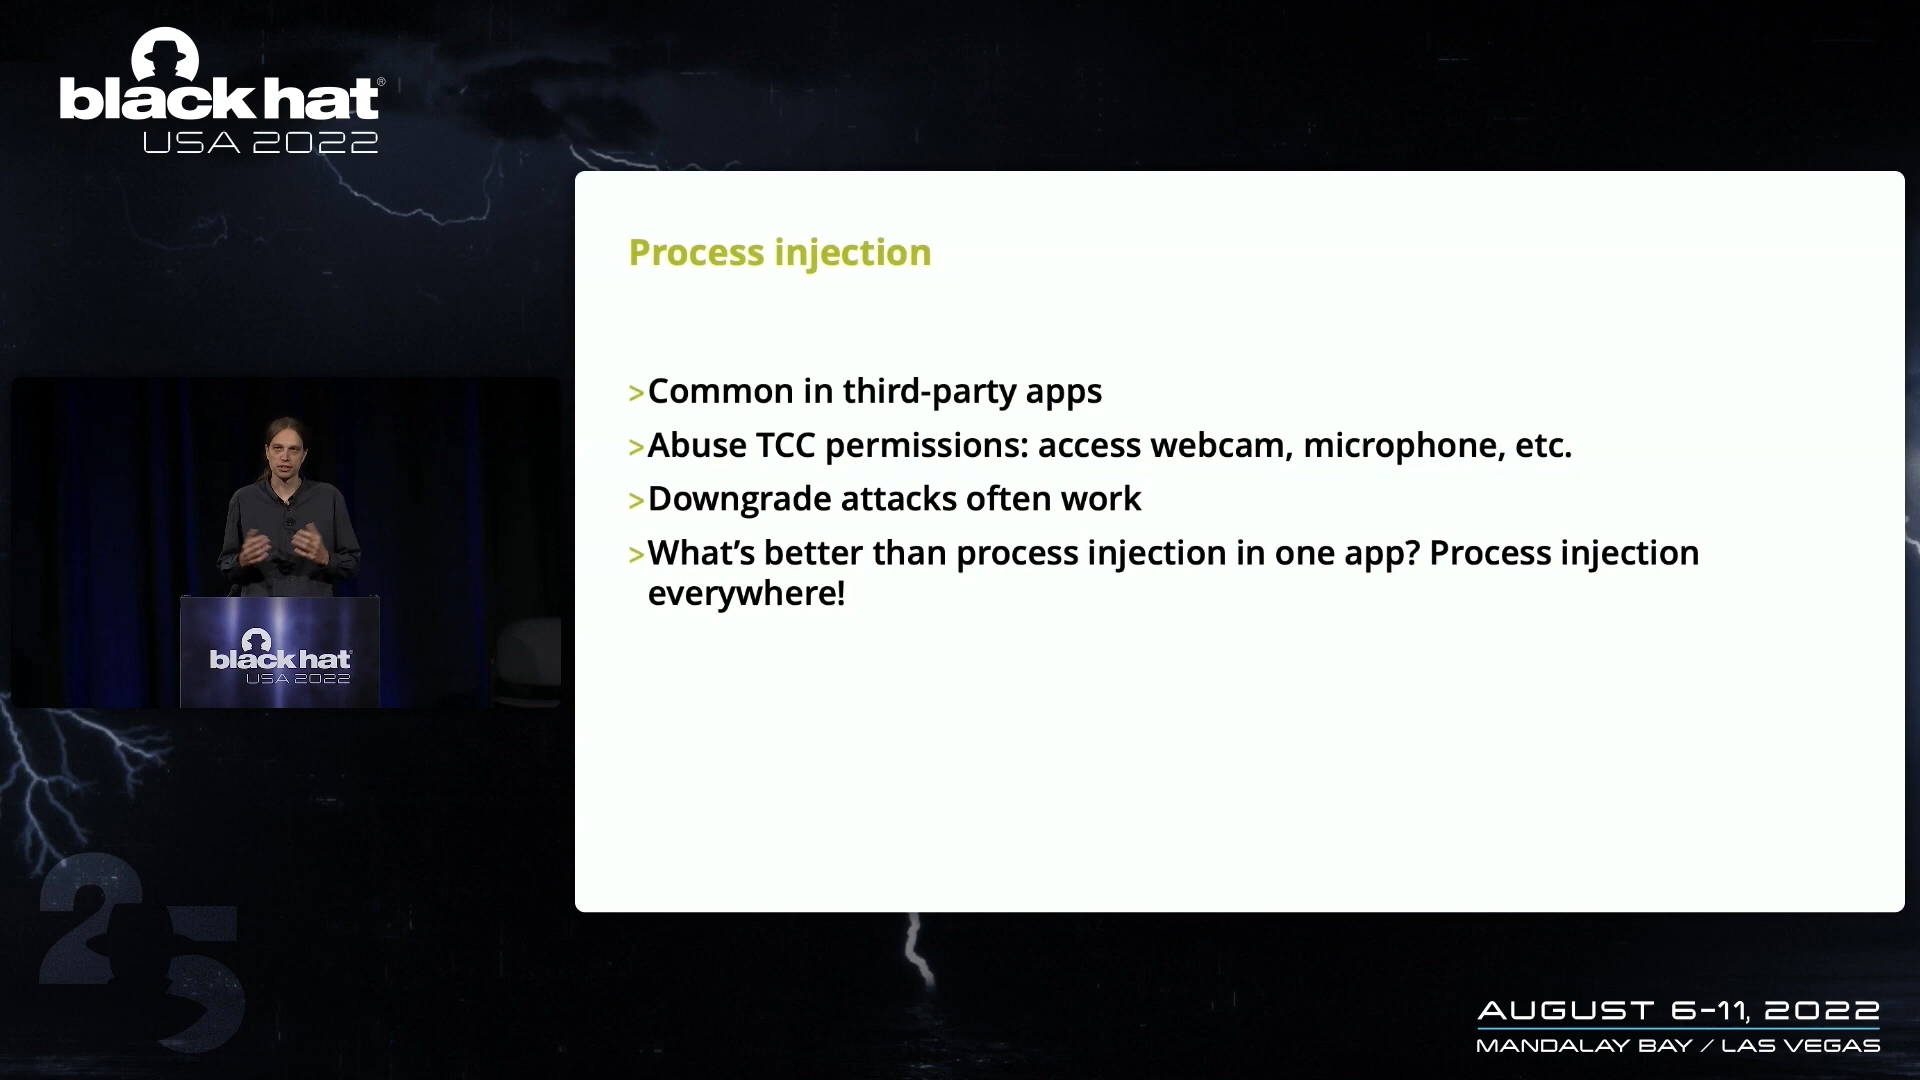 black hat®
USA 2022
Process injection
> Common in third-party apps
> Abuse TCC permissions: access webcam, microphone, etc.
> Downgrade attacks often work
> What’s better than process injection in one app? Process injection
everywhere!
black hat
USA 2022
25
AUGUST 6-11, 2022
MANDALAY BAY / LAS VEGAS